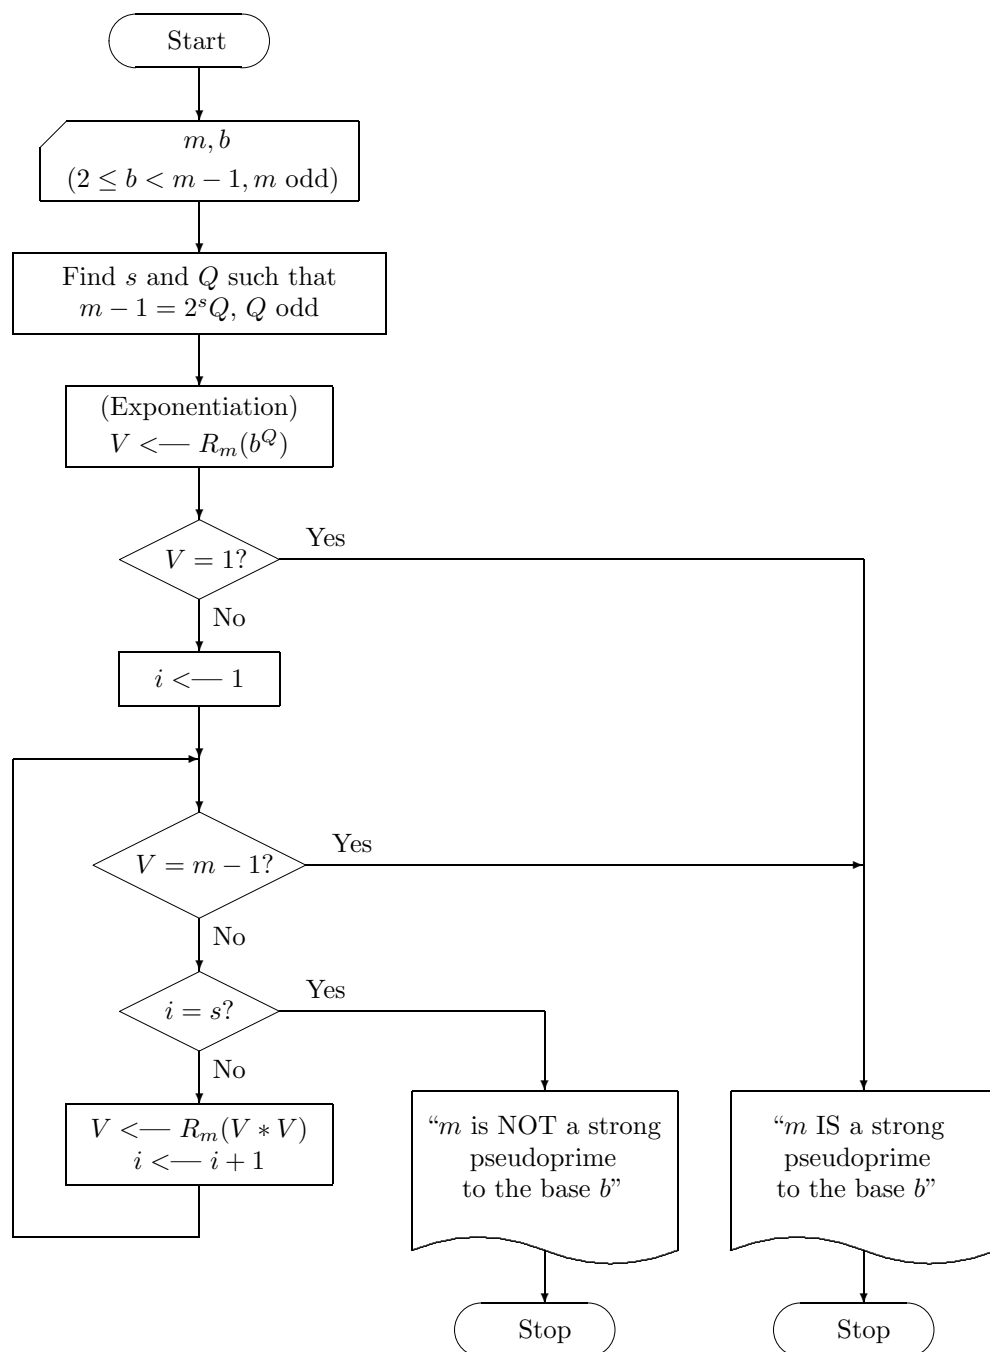 Start
m, b
(2 ≤ b < m − 1, m odd)
Find s and Q such that
m − 1 = 2^s Q, Q odd
(Exponentiation)
V <— R_m(b^Q)
Yes
V = 1?
No
i <— 1
Yes
V = m − 1?
No
Yes
i = s?
No
V <— R_m(V ∗ V)
i <— i + 1
“m is NOT a strong
pseudoprime
to the base b”
“m IS a strong
pseudoprime
to the base b”
Stop
Stop